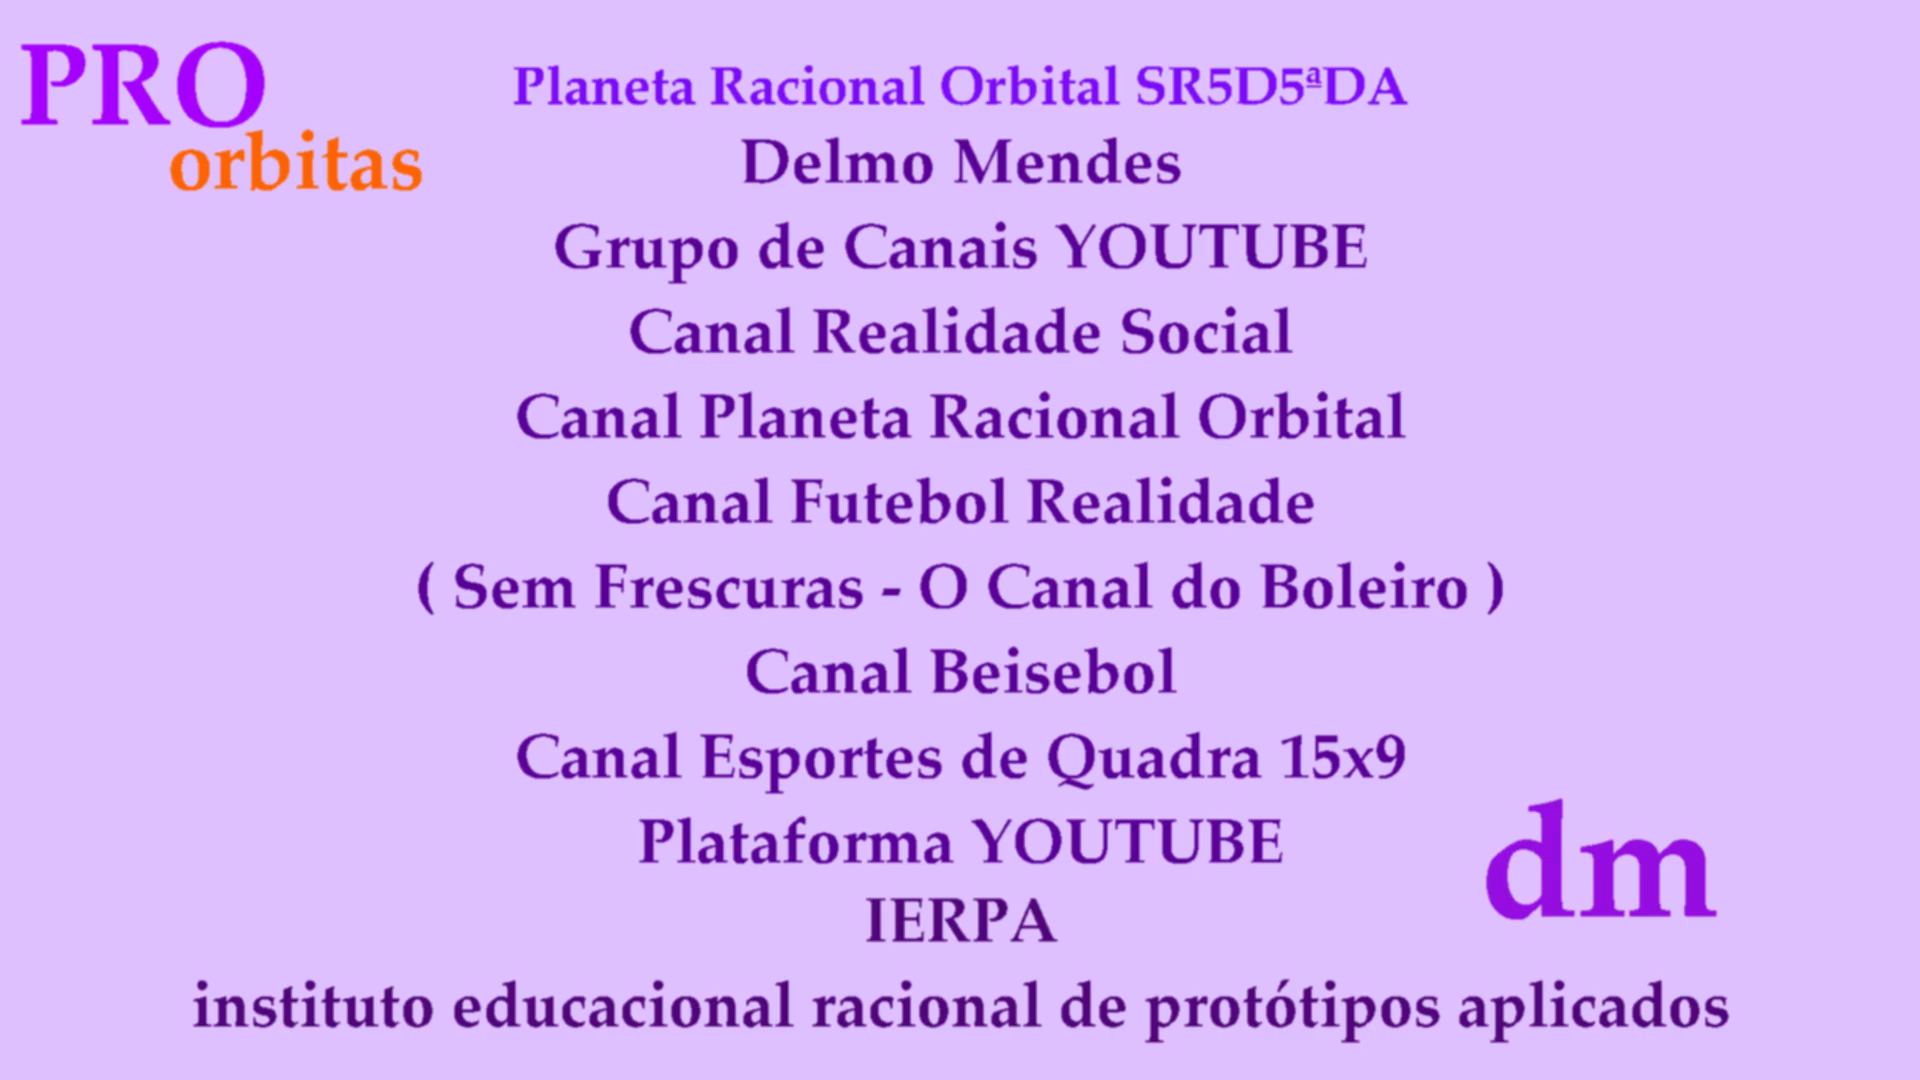 PRO
orbitas
Planeta Racional Orbital SR5D5ªDA
Delmo Mendes
Grupo de Canais YOUTUBE
Canal Realidade Social
Canal Planeta Racional Orbital
Canal Futebol Realidade
( Sem Frescuras - O Canal do Boleiro )
Canal Beisebol
Canal Esportes de Quadra 15x9
Plataforma YOUTUBE
dm
IERPA
instituto educacional racional de protótipos aplicados